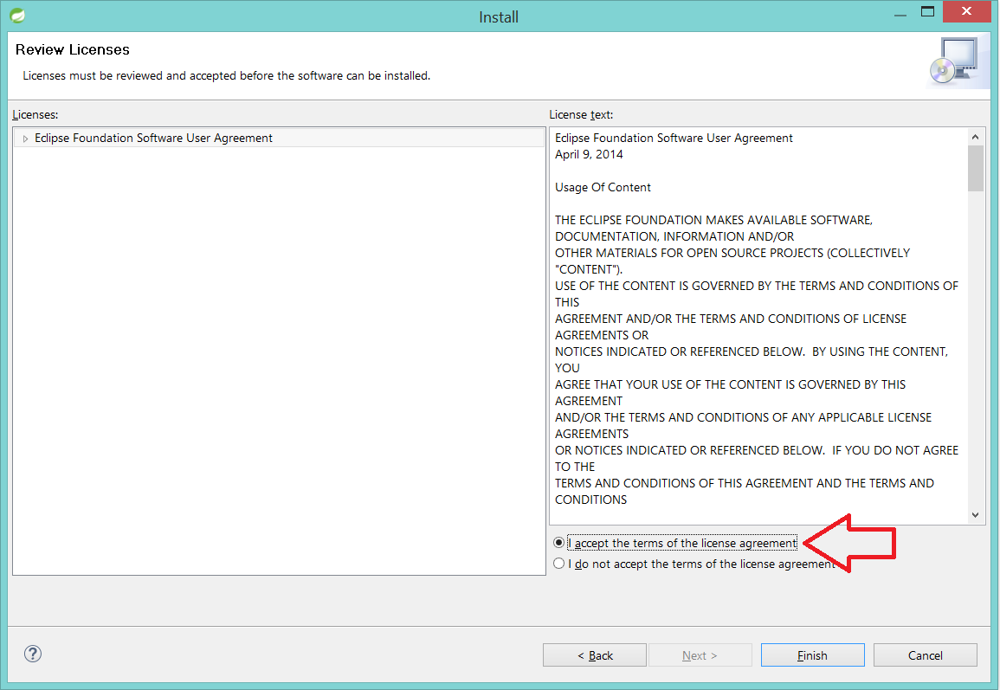 Install
Review Licenses
Licenses must be reviewed and accepted before the software can be installed.
Licenses:
Eclipse Foundation Software User Agreement
License text:
Eclipse Foundation Software User Agreement
April 9, 2014
Usage Of Content
THE ECLIPSE FOUNDATION MAKES AVAILABLE SOFTWARE,
DOCUMENTATION, INFORMATION AND/OR
OTHER MATERIALS FOR OPEN SOURCE PROJECTS (COLLECTIVELY
"CONTENT").
USE OF THE CONTENT IS GOVERNED BY THE TERMS AND CONDITIONS OF
THIS
AGREEMENT AND/OR THE TERMS AND CONDITIONS OF LICENSE
AGREEMENTS OR
NOTICES INDICATED OR REFERENCED BELOW.  BY USING THE CONTENT,
YOU
AGREE THAT YOUR USE OF THE CONTENT IS GOVERNED BY THIS
AGREEMENT
AND/OR THE TERMS AND CONDITIONS OF ANY APPLICABLE LICENSE
AGREEMENTS
OR NOTICES INDICATED OR REFERENCED BELOW.  IF YOU DO NOT AGREE
TO THE
TERMS AND CONDITIONS OF THIS AGREEMENT AND THE TERMS AND
CONDITIONS
I accept the terms of the license agreement
I do not accept the terms of the license agreement
? < Back Next > Finish Cancel